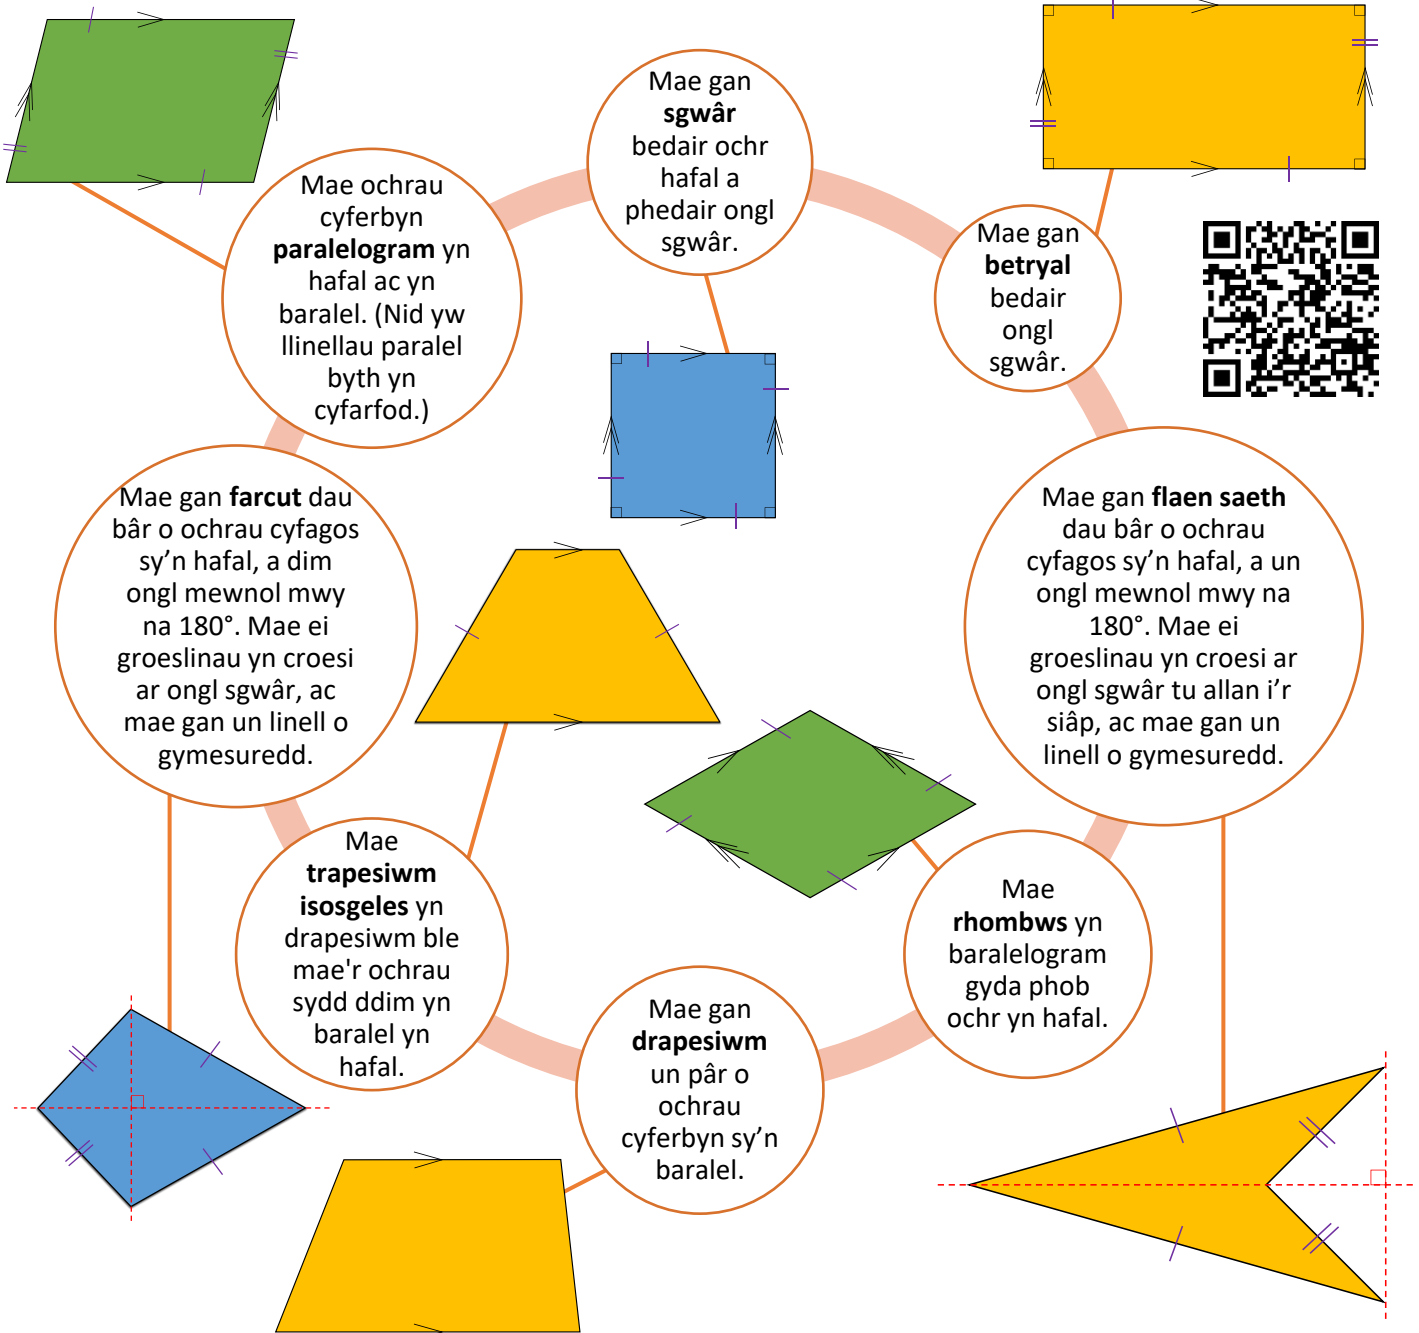 Mae gan
sgwâr
bedair ochr
hafal a
phedair ongl
sgwâr.
Mae gan
betryal
bedair
ongl
sgwâr.
Mae gan flaen saeth
dau bâr o ochrau
cyfagos sy’n hafal, a un
ongl mewnol mwy na
180°. Mae ei
groeslinau yn croesi ar
ongl sgwâr tu allan i’r
siâp, ac mae gan un
linell o gymesuredd.
Mae
rhombws yn
baralelogram
gyda phob
ochr yn hafal.
Mae gan
drapesiwm
un pâr o
ochrau
cyferbyn sy’n
baralel.
Mae
trapesiwm
isosgeles yn
drapesiwm ble
mae'r ochrau
sydd ddim yn
baralel yn
hafal.
Mae gan farcut dau
bâr o ochrau cyfagos
sy’n hafal, a dim
ongl mewnol mwy
na 180°. Mae ei
groeslinau yn croesi
ar ongl sgwâr, ac
mae gan un linell o
gymesuredd.
Mae ochrau
cyferbyn
paralelogram yn
hafal ac yn
baralel. (Nid yw
llinellau paralel
byth yn
cyfarfod.)